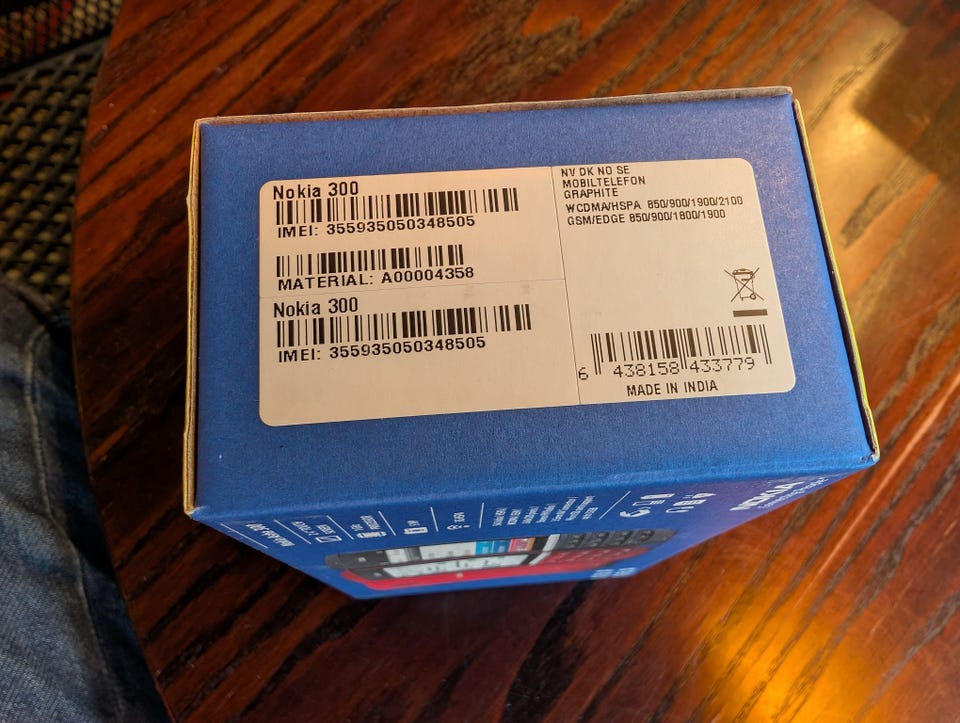 Nokia 300
IMEI: 355935050348505
MATERIAL: A00004358
Nokia 300
IMEI: 355935050348505
NV DK NO SE
MOBILTELEFON
GRAPHITE
WCDMA/HSPA 850/900/1900/2100
GSM/EDGE 850/900/1800/1900
6 438158 433779
MADE IN INDIA
NOKIA